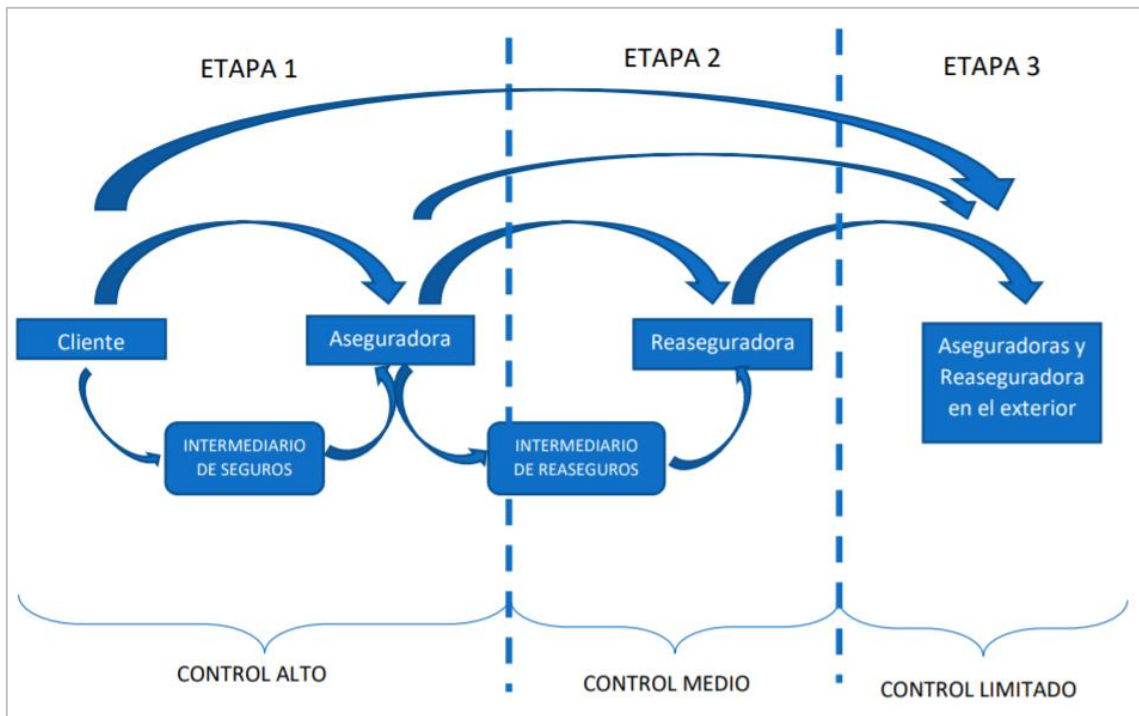 ETAPA 1
ETAPA 2
ETAPA 3
Cliente
Aseguradora
Reaseguradora
Aseguradoras y
Reaseguradora
en el exterior
INTERMEDIARIO
DE SEGUROS
INTERMEDIARIO
DE REASEGUROS
CONTROL ALTO
CONTROL MEDIO
CONTROL LIMITADO